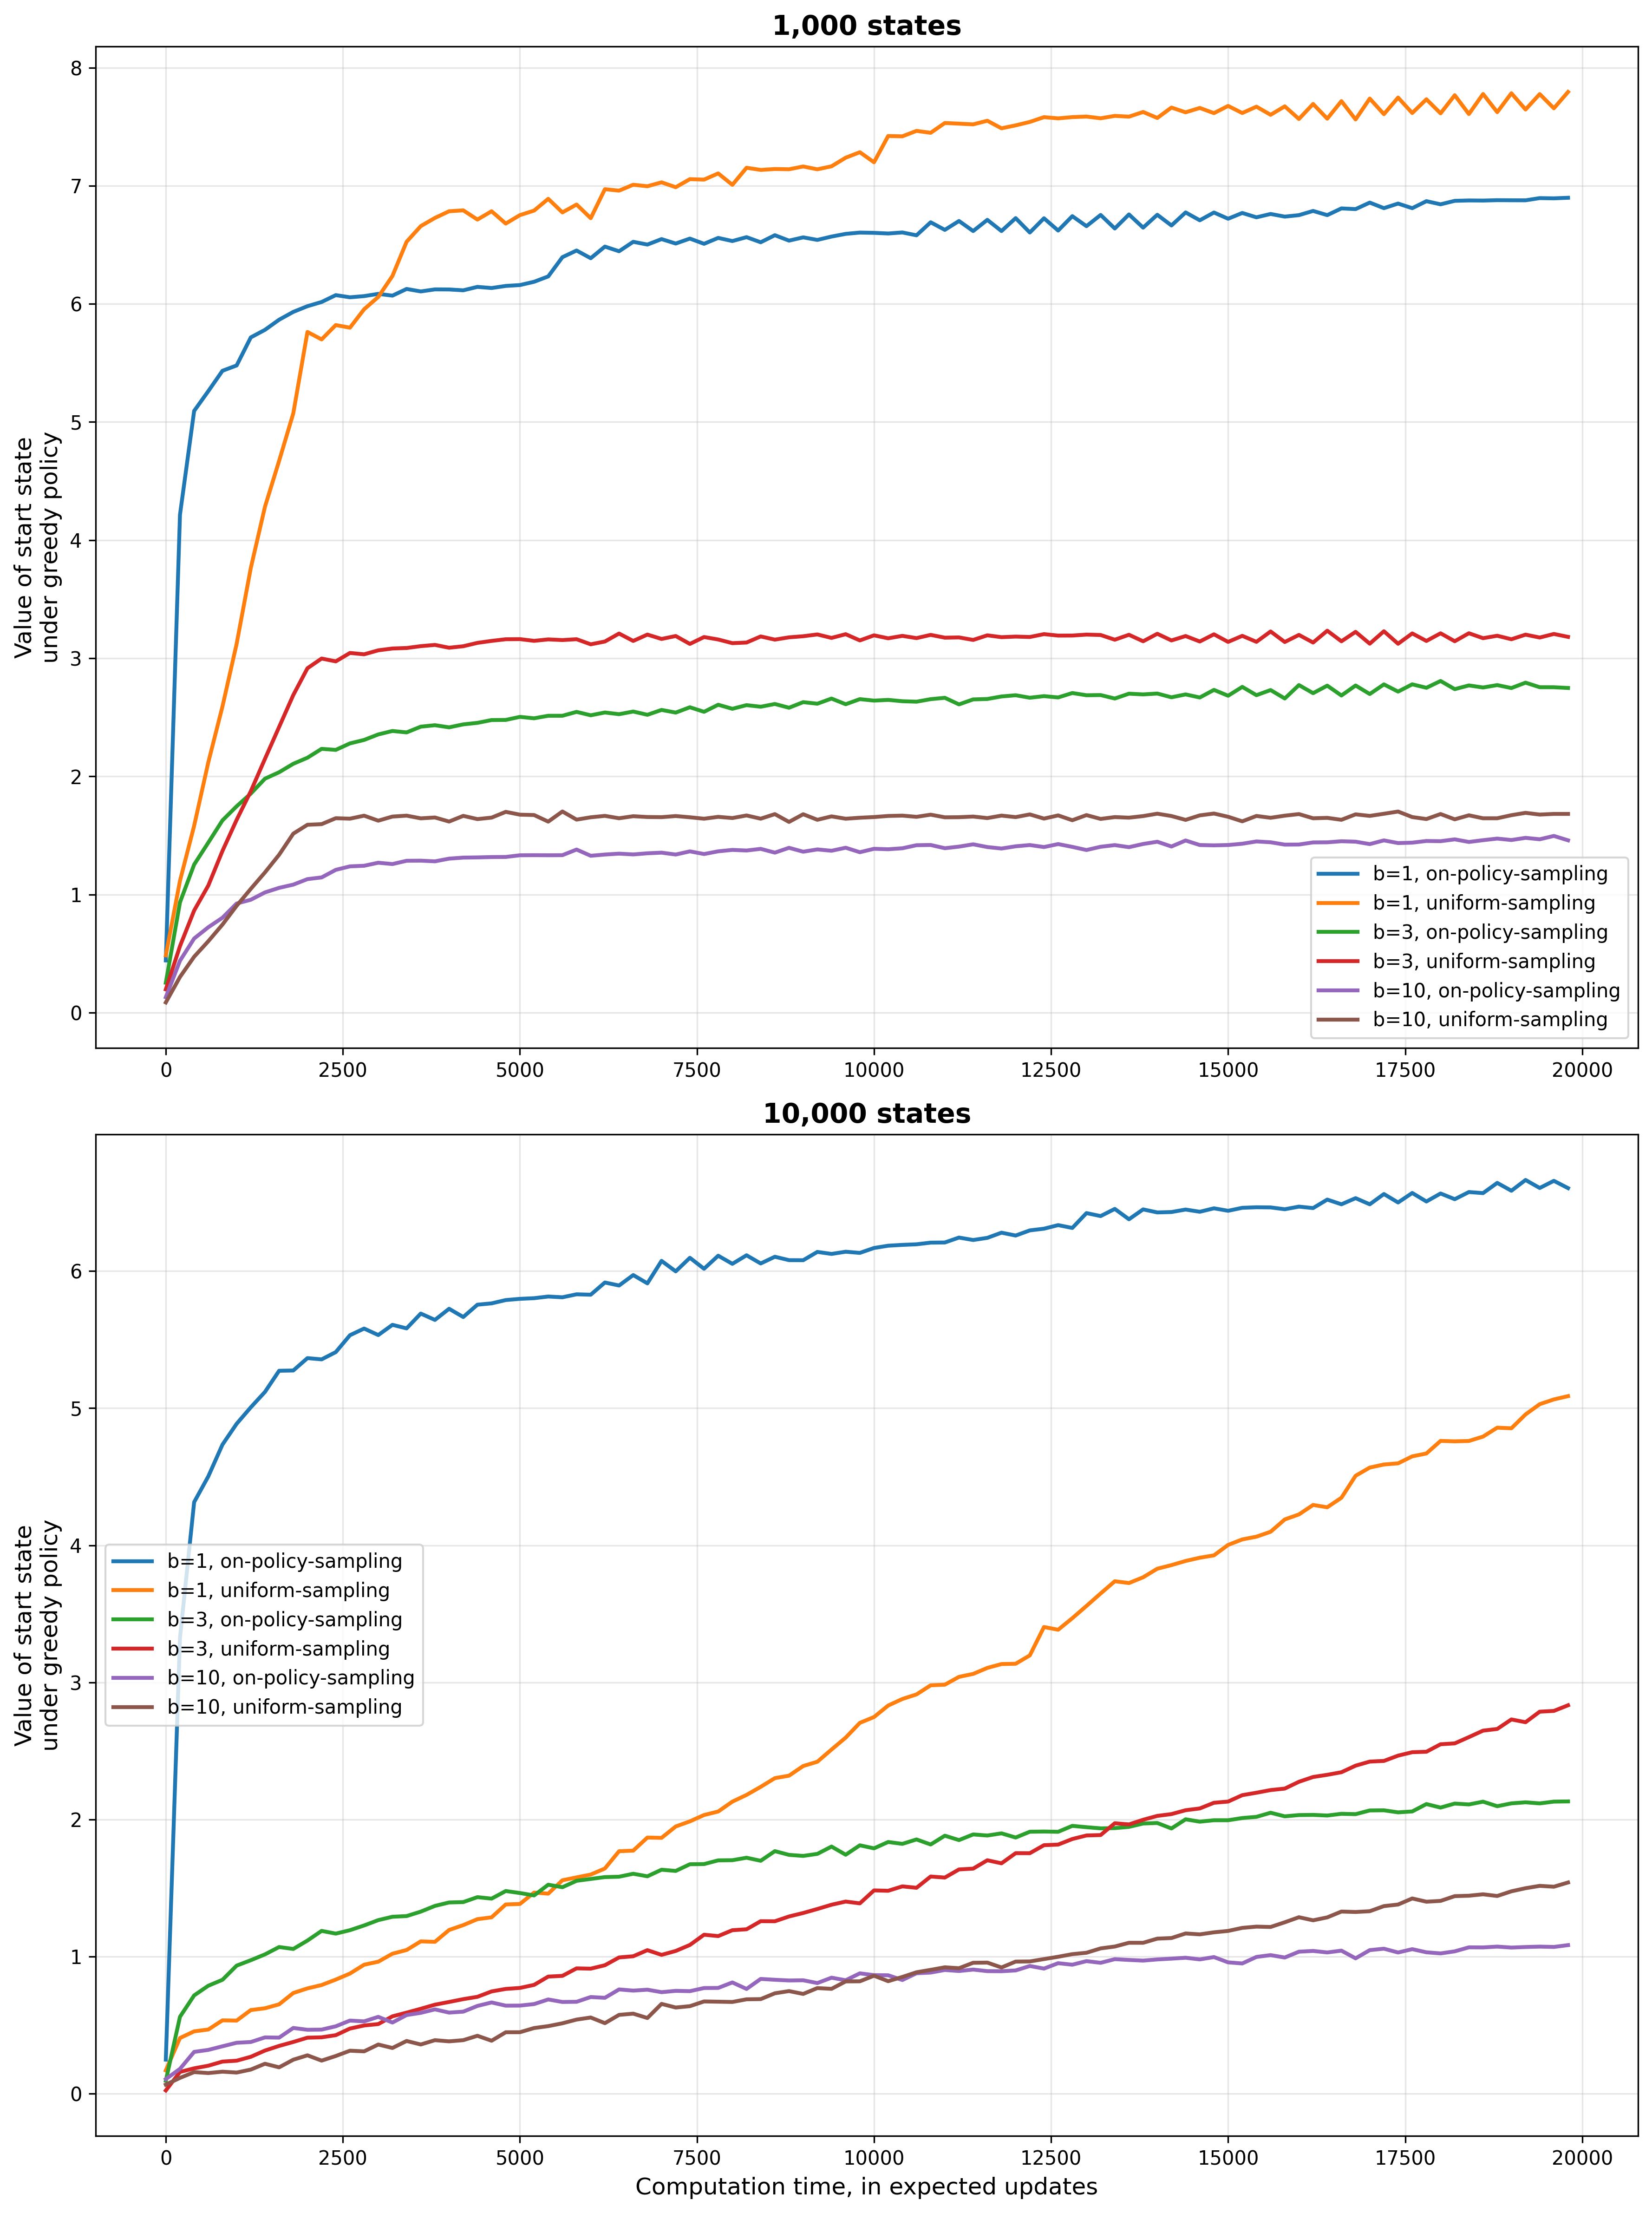 1,000 states
8
7
6
5
4
3
2
1
0
Value of start state
under greedy policy
b=1, on-policy-sampling
b=1, uniform-sampling
b=3, on-policy-sampling
b=3, uniform-sampling
b=10, on-policy-sampling
b=10, uniform-sampling
0 2500 5000 7500 10000 12500 15000 17500 20000
10,000 states
6
5
4
3
2
1
0
Value of start state
under greedy policy
b=1, on-policy-sampling
b=1, uniform-sampling
b=3, on-policy-sampling
b=3, uniform-sampling
b=10, on-policy-sampling
b=10, uniform-sampling
0 2500 5000 7500 10000 12500 15000 17500 20000
Computation time, in expected updates